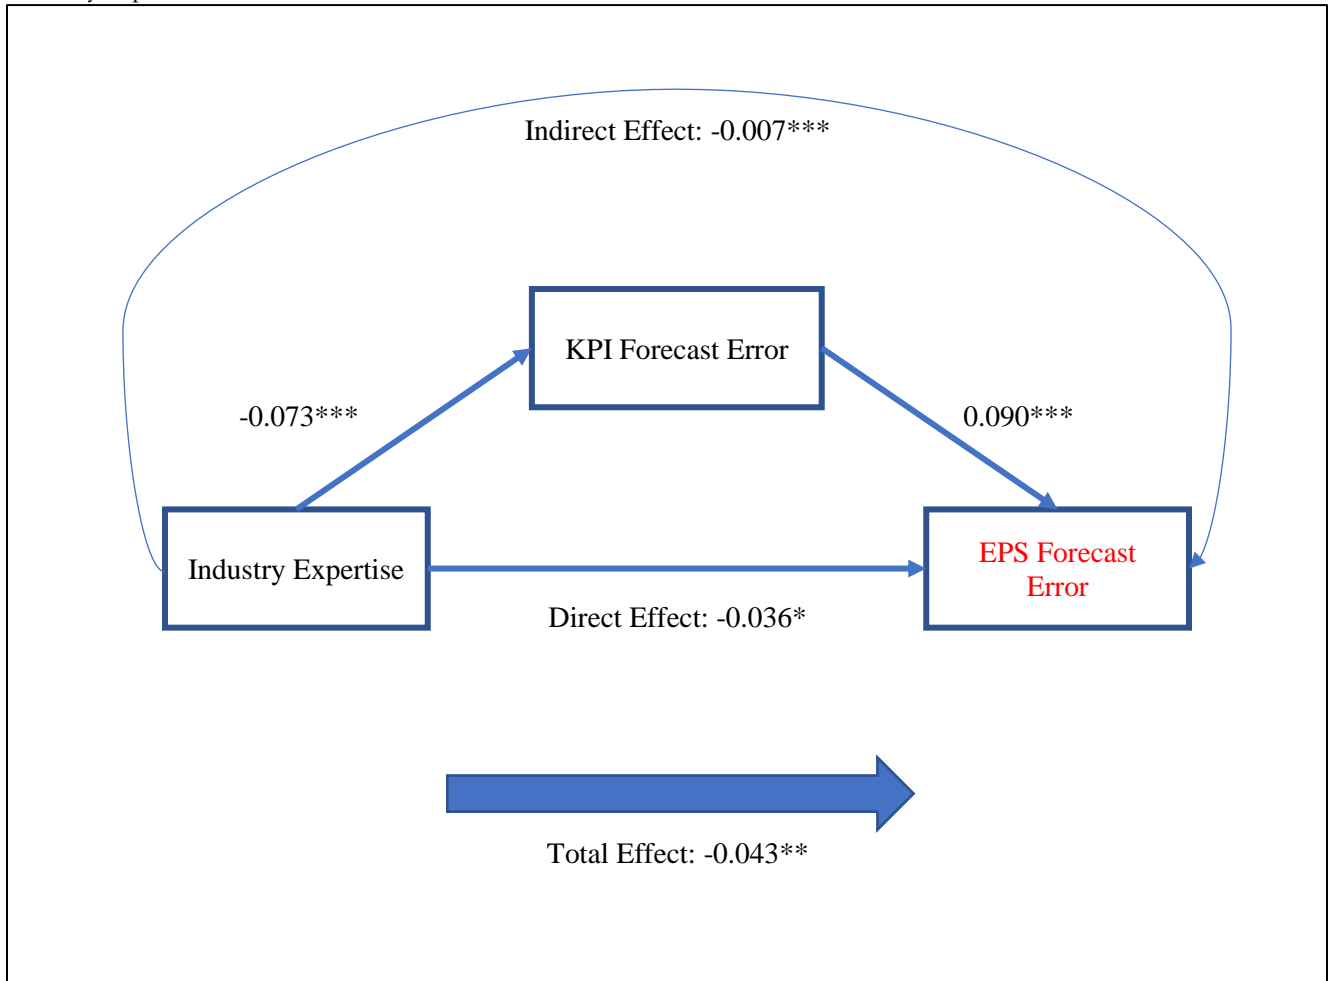 Indirect Effect: -0.007***
KPI Forecast Error
-0.073***
0.090***
Industry Expertise
EPS Forecast
Error
Direct Effect: -0.036*
Total Effect: -0.043**